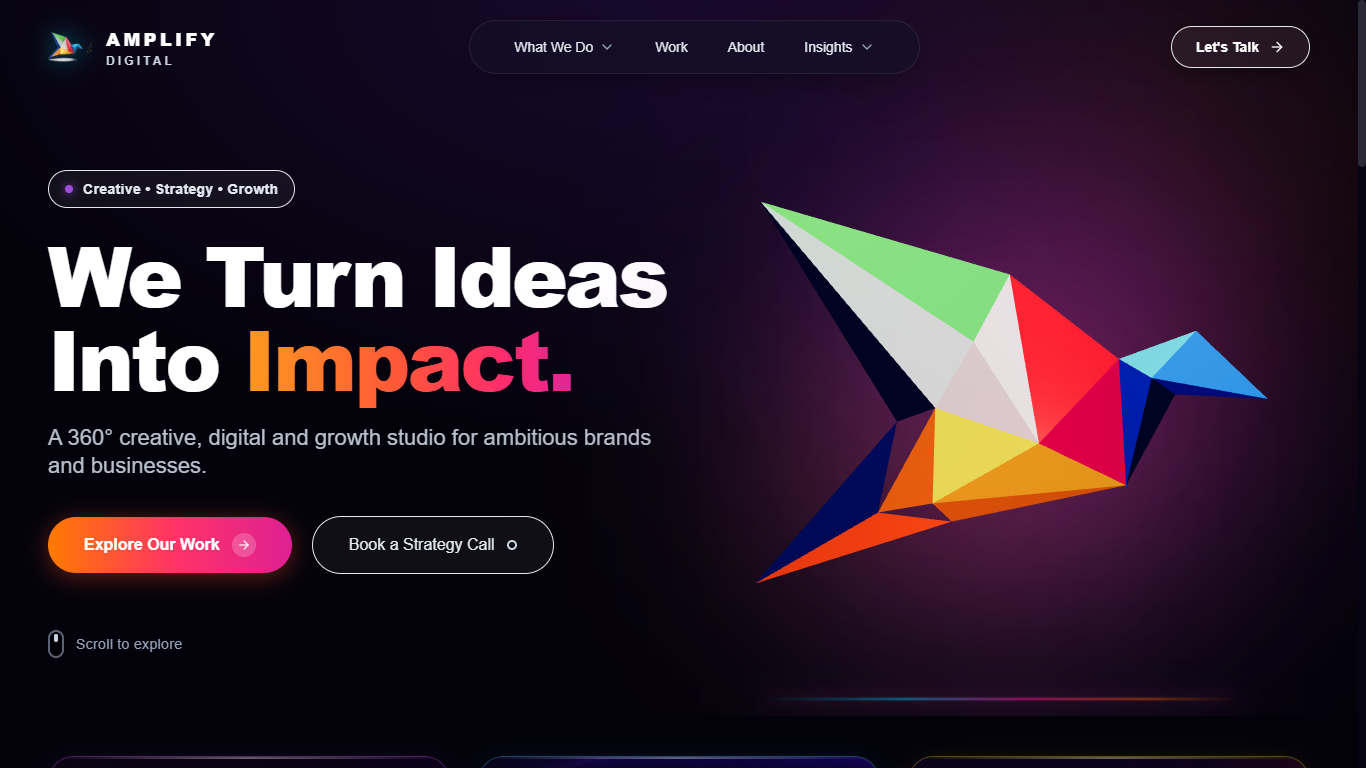 AMPLIFY
DIGITAL
What We Do
Work
About
Insights
Let's Talk
Creative • Strategy • Growth
We Turn Ideas
Into Impact.
A 360° creative, digital and growth studio for ambitious brands
and businesses.
Explore Our Work
Book a Strategy Call
Scroll to explore